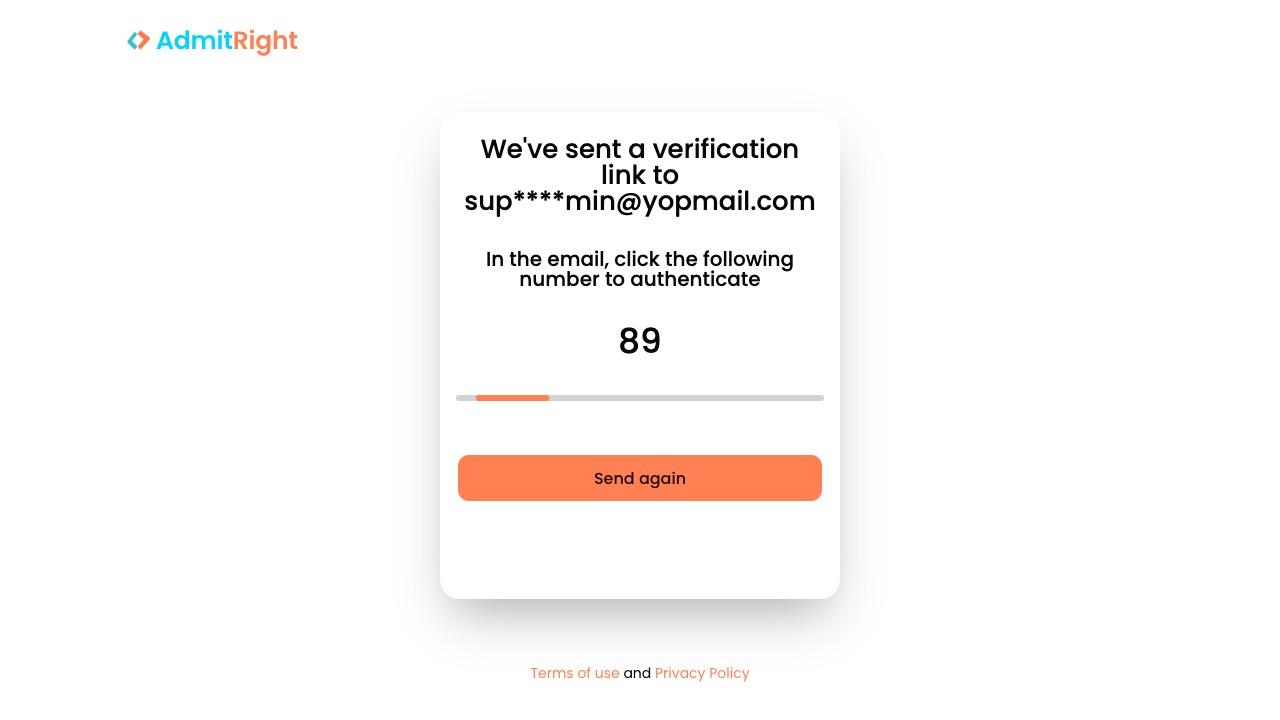 AdmitRight
We've sent a verification
link to
sup****min@yopmail.com
In the email, click the following
number to authenticate
89
Send again
Terms of use and Privacy Policy